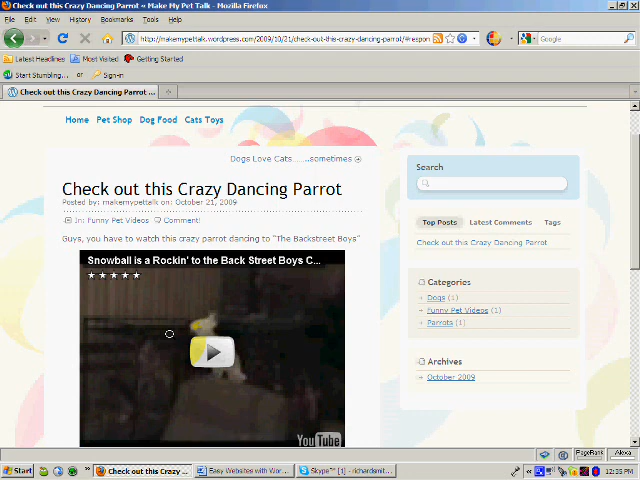 Check out this Crazy Dancing Parrot « Make My Pet Talk - Mozilla Firefox
File Edit View History Bookmarks Tools Help
http://makemypettalk.wordpress.com/2009/10/21/check-out-this-crazy-dancing-parrot/#respon
Google
Latest Headlines Most Visited Getting Started
Start Stumbling... or Sign-in
Check out this Crazy Dancing Parrot ...
Home Pet Shop Dog Food Cats Toys
Dogs Love Cats.......sometimes
Check out this Crazy Dancing Parrot
Posted by: makemypettalk on: October 21, 2009
In: Funny Pet Videos Comment!
Guys, you have to watch this crazy parrot dancing to "The Backstreet Boys"
Snowball is a Rockin' to the Back Street Boys C...
YouTube
Search
Top Posts Latest Comments Tags
Check out this Crazy Dancing Parrot
Categories
Dogs (1)
Funny Pet Videos (1)
Parrots (1)
Archives
October 2009
PageRank Alexa
Start Check out this Crazy ... Easy Websites with Wor... Skype™ [1] - richardsmit... 12:35 PM